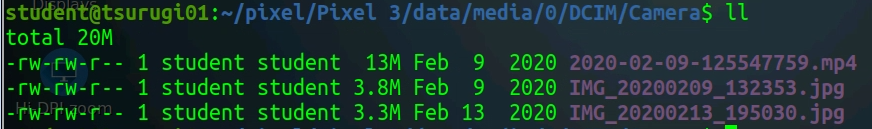 student@tsurugi01:~/pixel/Pixel 3/data/media/0/DCIM/Camera$ ll
total 20M
-rw-rw-r-- 1 student student  13M Feb  9  2020 2020-02-09-125547759.mp4
-rw-rw-r-- 1 student student 3.8M Feb  9  2020 IMG_20200209_132353.jpg
-rw-rw-r-- 1 student student 3.3M Feb 13  2020 IMG_20200213_195030.jpg